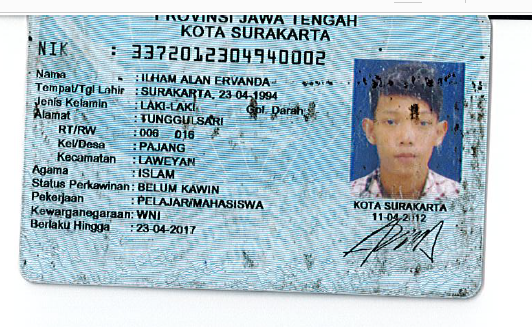 PROVINSI JAWA TENGAH
KOTA SURAKARTA
NIK : 3372012304940002
Nama : ILHAM ALAN ERVANDA
Tempat/Tgl Lahir : SURAKARTA, 23-04-1994
Jenis Kelamin : LAKI-LAKI Gol. Darah
Alamat : TUNGGULSARI
RT/RW : 006 016
Kel/Desa : PAJANG
Kecamatan : LAWEYAN
Agama : ISLAM
Status Perkawinan : BELUM KAWIN
Pekerjaan : PELAJAR/MAHASISWA
Kewarganegaraan : WNI
Berlaku Hingga : 23-04-2017
KOTA SURAKARTA
11-04-2012